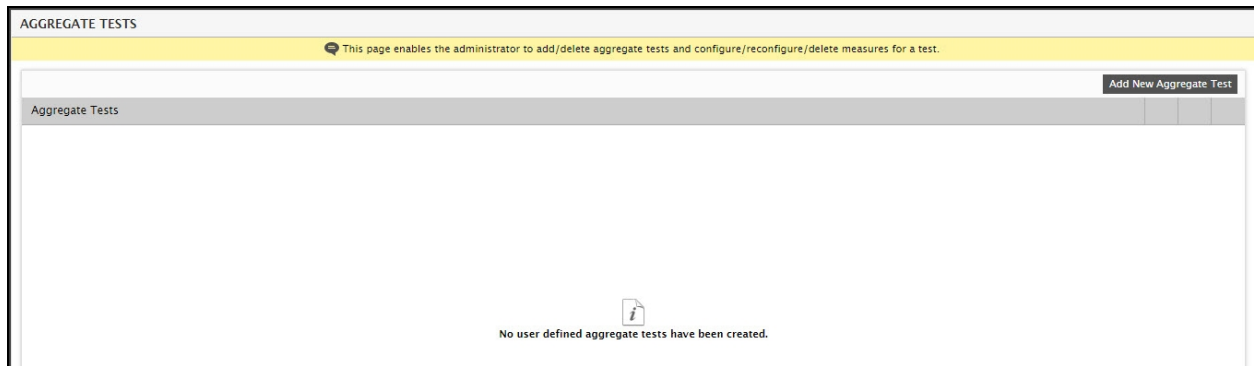 AGGREGATE TESTS
This page enables the administrator to add/delete aggregate tests and configure/reconfigure/delete measures for a test.
Add New Aggregate Test
Aggregate Tests
i
No user defined aggregate tests have been created.